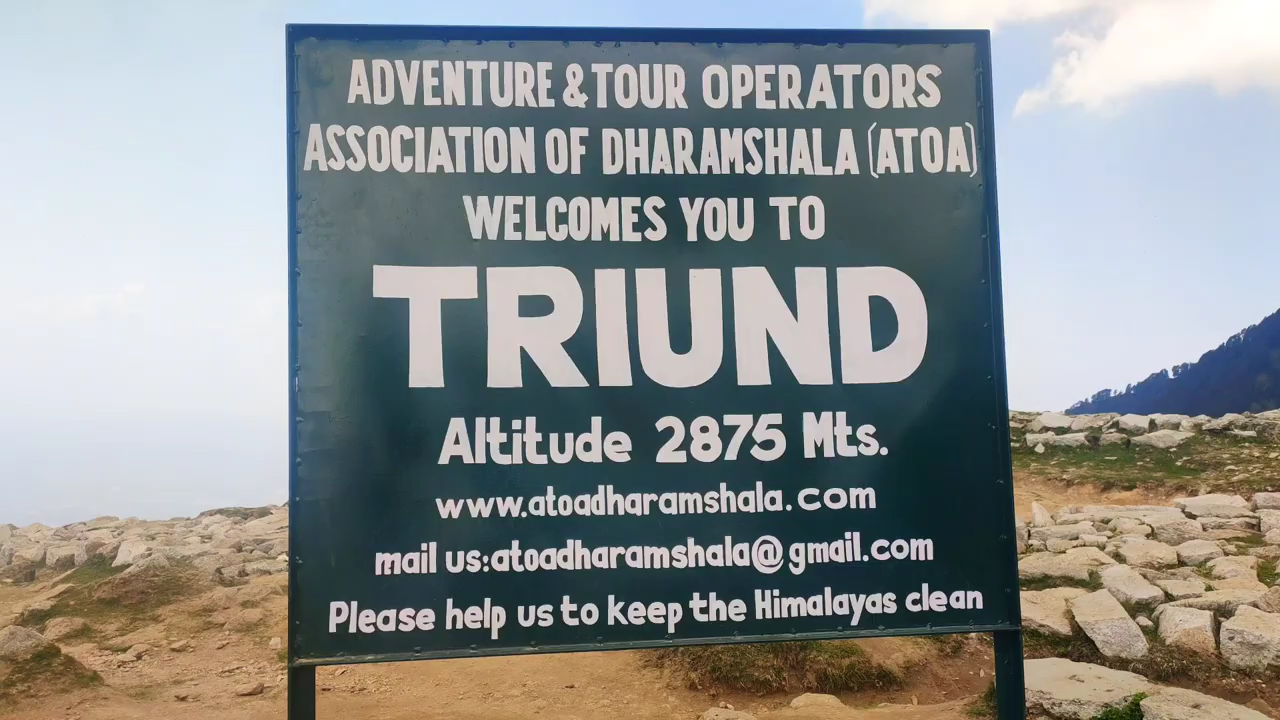 ADVENTURE & TOUR OPERATORS
ASSOCIATION OF DHARAMSHALA (ATOA)
WELCOMES YOU TO
TRIUND
Altitude 2875 Mts.
www.atoadharamshala.com
mail us:atoadharamshala@gmail.com
Please help us to keep the Himalayas clean